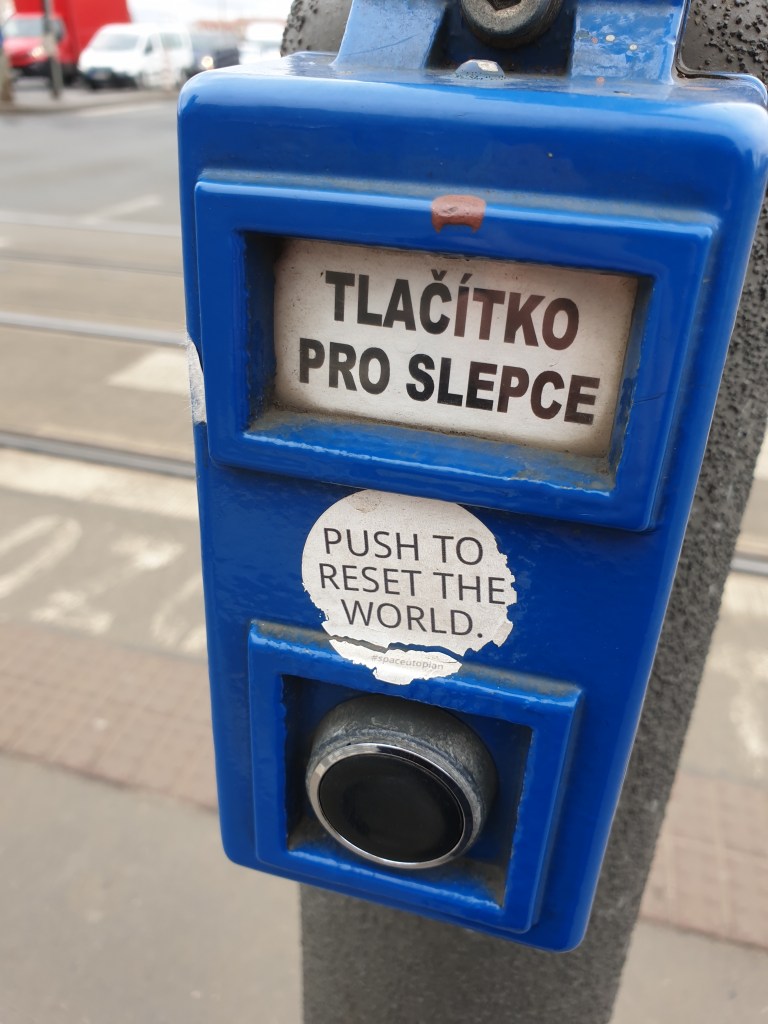 TLAČÍTKO
PRO SLEPCE
PUSH TO
RESET THE
WORLD.
#spaceutopian